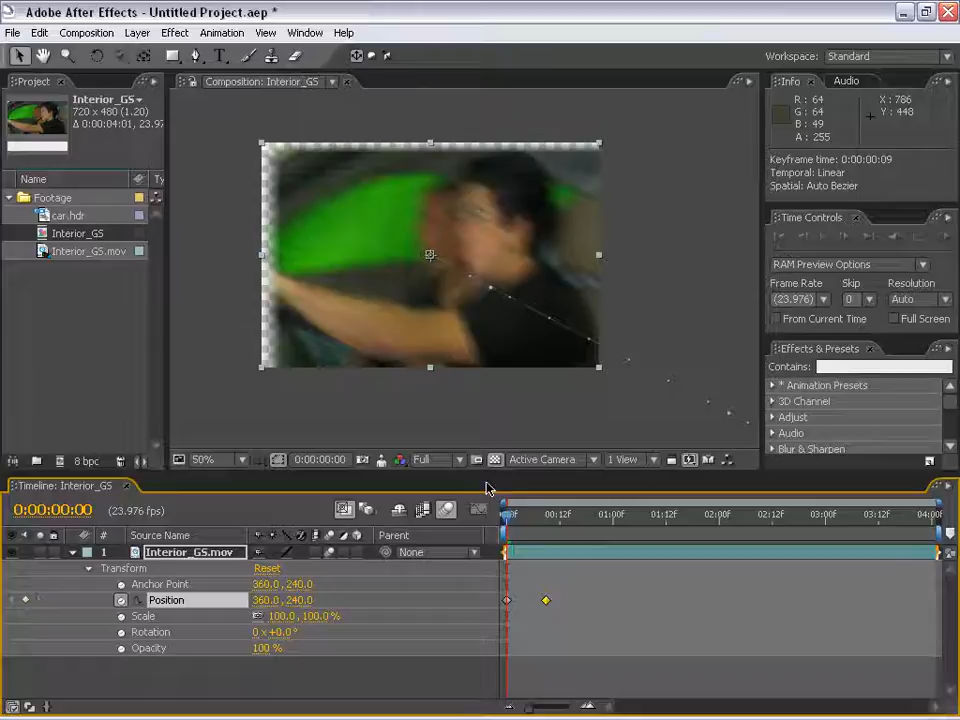 Adobe After Effects - Untitled Project.aep *
File Edit Composition Layer Effect Animation View Window Help
Workspace: Standard
Project
Composition: Interior_GS
Info Audio
Interior_GS
720 x 480 (1.20)
Δ 0:00:04:01, 23.97
R: 64
G: 64
B: 49
A: 255
X: 786
Y: 448
Keyframe time: 0:00:00:09
Temporal: Linear
Spatial: Auto Bezier
Name Ty
Footage
car.hdr
Interior_GS
Interior_GS.mov
Time Controls
RAM Preview Options
Frame Rate Skip Resolution
(23.976) 0 Auto
From Current Time Full Screen
Effects & Presets
Contains:
* Animation Presets
3D Channel
Adjust
Audio
Blur & Sharpen
8 bpc
50% 0:00:00:00 Full Active Camera 1 View
Timeline: Interior_GS
0:00:00:00 (23.976 fps)
00:12F 01:00F 01:12F 02:00F 02:12F 03:00F 03:12F 04:00F
# Source Name Parent
1 Interior_GS.mov None
Transform Reset
Anchor Point 360.0, 240.0
Position 360.0, 240.0
Scale 100.0, 100.0%
Rotation 0 x +0.0°
Opacity 100 %